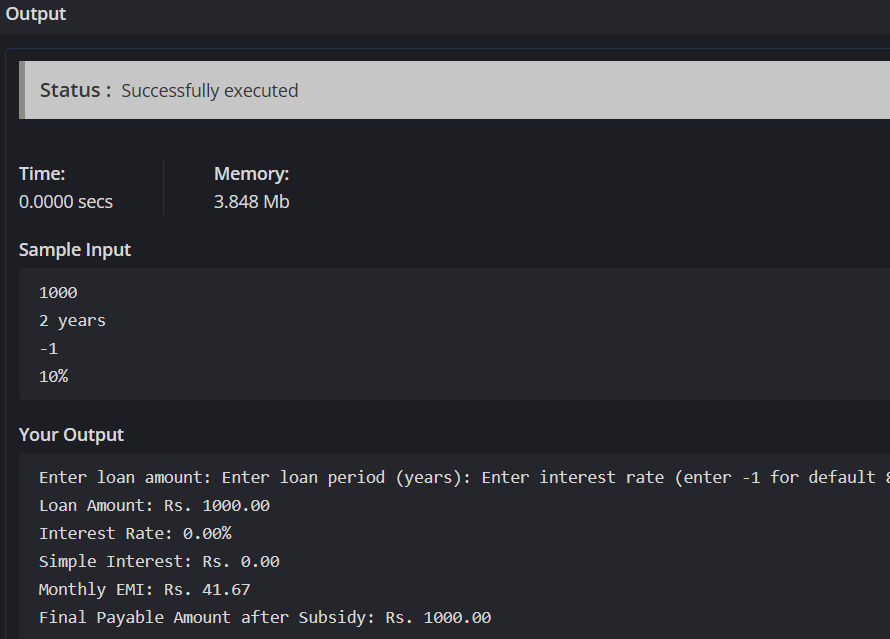 Output
Status : Successfully executed
Time: Memory:
0.0000 secs 3.848 Mb
Sample Input
1000
2 years
-1
10%
Your Output
Enter loan amount: Enter loan period (years): Enter interest rate (enter -1 for default
Loan Amount: Rs. 1000.00
Interest Rate: 0.00%
Simple Interest: Rs. 0.00
Monthly EMI: Rs. 41.67
Final Payable Amount after Subsidy: Rs. 1000.00